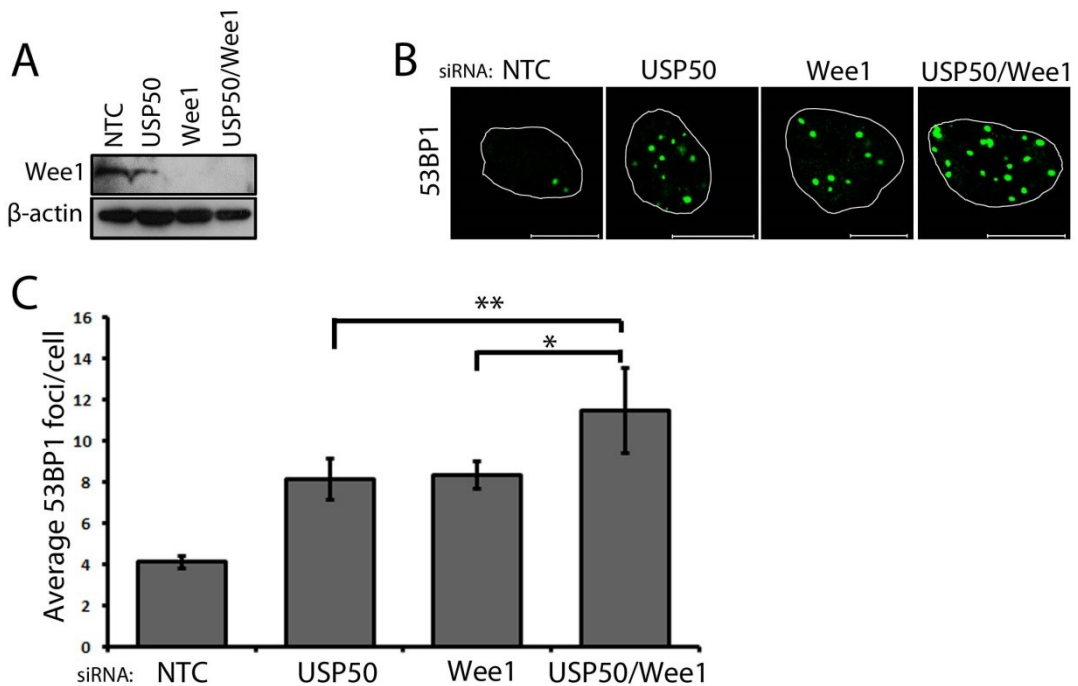 A
NTC
USP50
Wee1
USP50/Wee1
Wee1
β-actin
B
siRNA: NTC USP50 Wee1 USP50/Wee1
53BP1
C
**
*
Average 53BP1 foci/cell
16
14
12
10
8
6
4
2
0
siRNA: NTC USP50 Wee1 USP50/Wee1